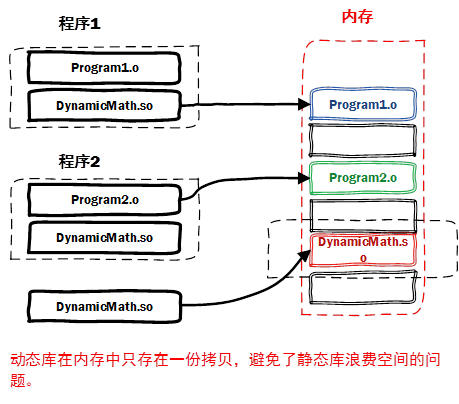 程序1
内存
Program1.o
DynamicMath.so
Program1.o
程序2
Program2.o
Program2.o
DynamicMath.so
DynamicMath.s
o
DynamicMath.so
动态库在内存中只存在一份拷贝，避免了静态库浪费空间的问
题。